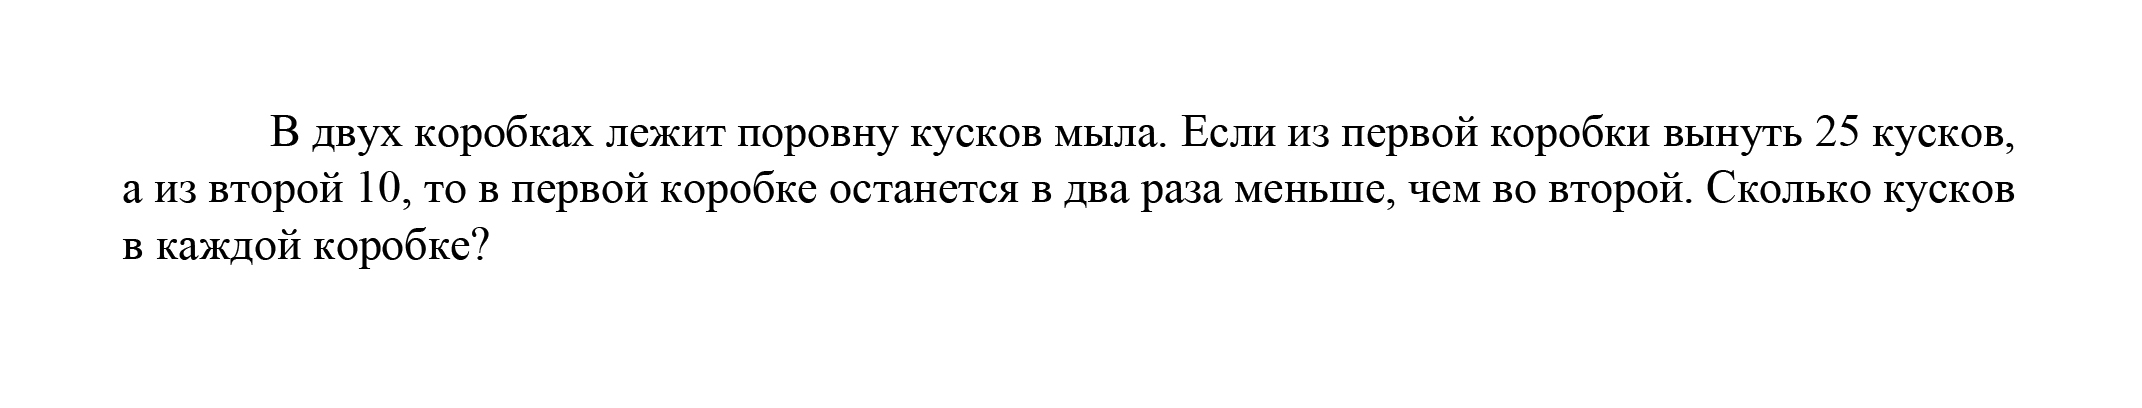 В двух коробках лежит поровну кусков мыла. Если из первой коробки вынуть 25 кусков,
а из второй 10, то в первой коробке останется в два раза меньше, чем во второй. Сколько кусков
в каждой коробке?